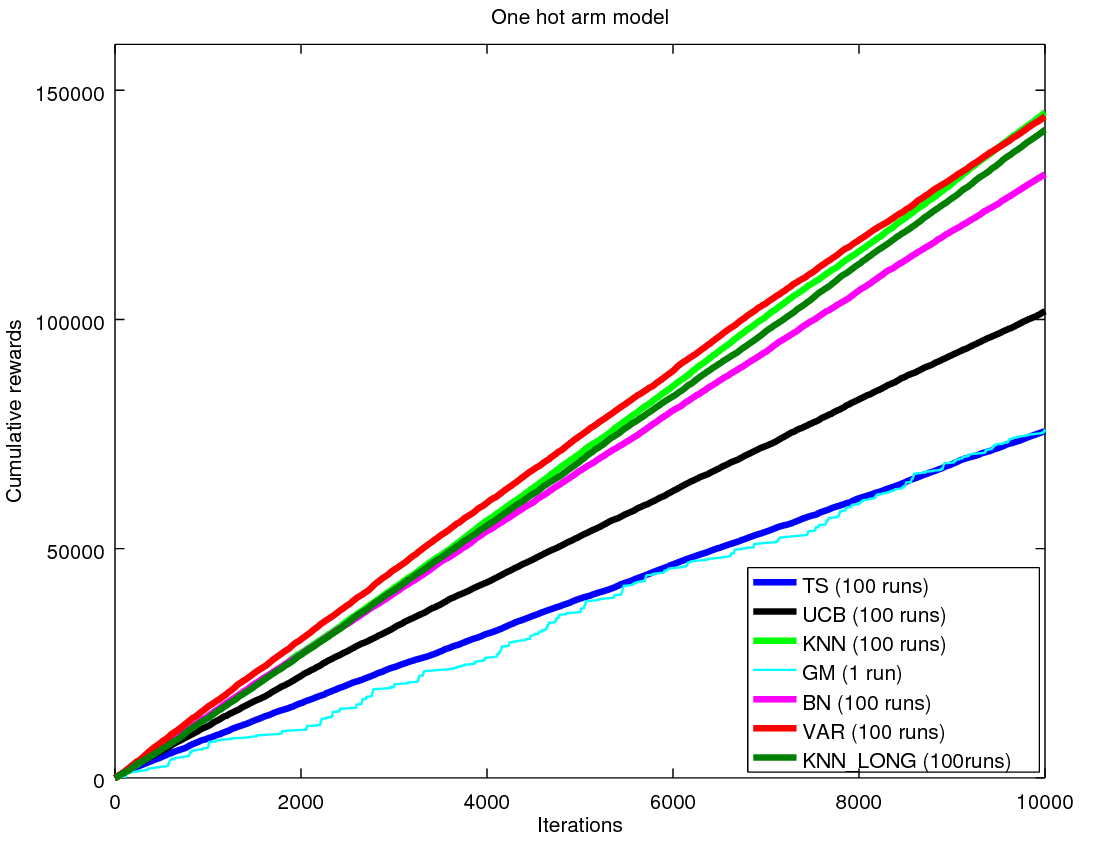 One hot arm model
150000
100000
50000
0
Cumulative rewards
0 2000 4000 6000 8000 10000
Iterations
TS (100 runs)
UCB (100 runs)
KNN (100 runs)
GM (1 run)
BN (100 runs)
VAR (100 runs)
KNN_LONG (100runs)